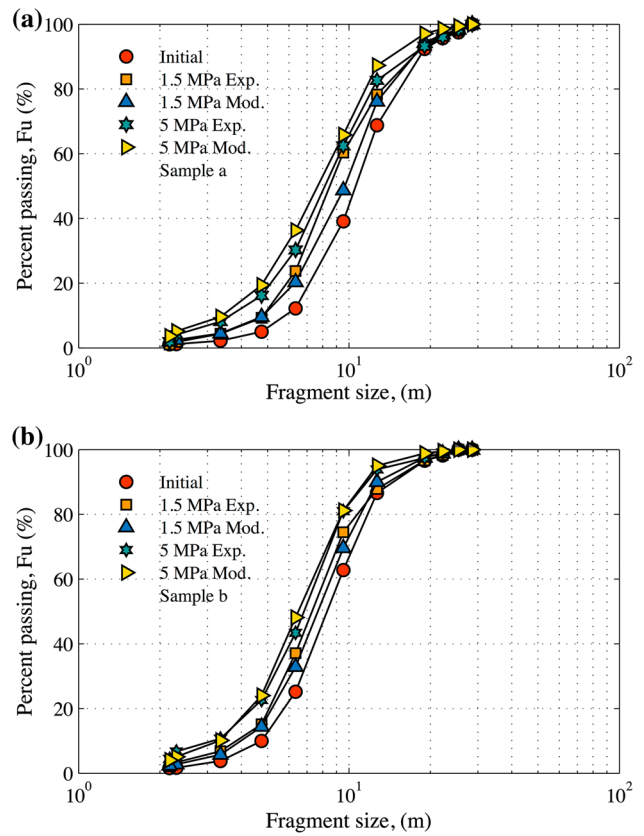 (a)
100
80
60
40
20
0
Percent passing, Fu (%)
Initial
1.5 MPa Exp.
1.5 MPa Mod.
5 MPa Exp.
5 MPa Mod.
Sample a
10^0 10^1 10^2
Fragment size, (m)
(b)
100
80
60
40
20
0
Percent passing, Fu (%)
Initial
1.5 MPa Exp.
1.5 MPa Mod.
5 MPa Exp.
5 MPa Mod.
Sample b
10^0 10^1 10^2
Fragment size, (m)